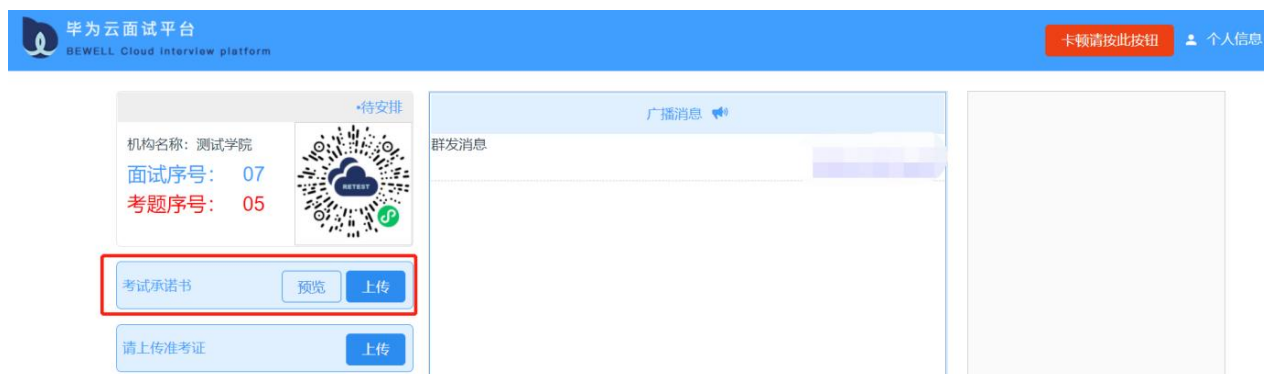 毕为云面试平台
BEWELL Cloud interview platform
卡顿请按此按钮
个人信息
•待安排
机构名称：测试学院
面试序号： 07
考题序号： 05
RETEST
广播消息
群发消息
考试承诺书
预览
上传
请上传准考证
上传